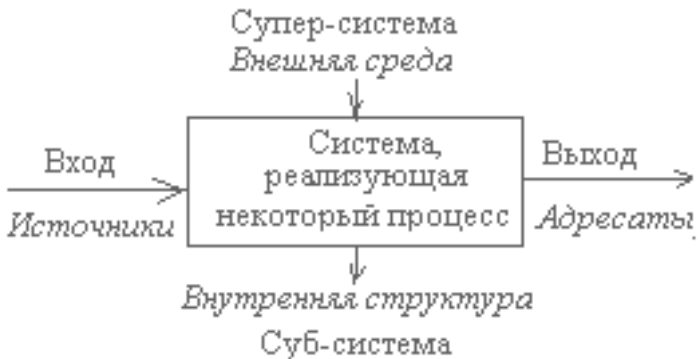 Супер-система
Внешняя среда
Система,
реализующая
некоторый процесс
Вход
Источники
Выход
Адресаты
Внутренняя структура
Суб-система